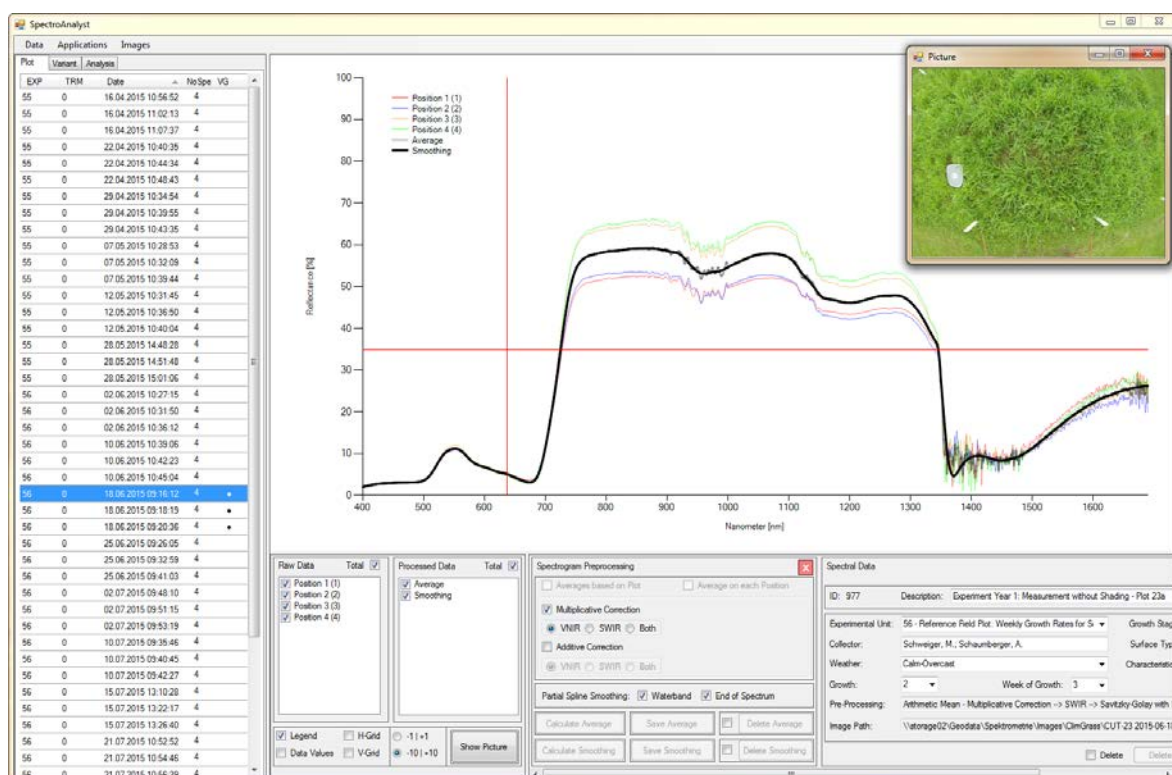 SpectroAnalyst
Data Applications Images
Plot Variant Analysis
EXP TRM Date NoSpe VG
55 0 16.04.2015 10:56:52 4
55 0 16.04.2015 11:02:13 4
55 0 16.04.2015 11:07:37 4
55 0 22.04.2015 10:40:35 4
55 0 22.04.2015 10:44:34 4
55 0 22.04.2015 10:48:43 4
55 0 29.04.2015 10:34:54 4
55 0 29.04.2015 10:39:55 4
55 0 29.04.2015 10:43:35 4
55 0 07.05.2015 10:28:53 4
55 0 07.05.2015 10:32:09 4
55 0 07.05.2015 10:39:44 4
55 0 12.05.2015 10:31:45 4
55 0 12.05.2015 10:36:50 4
55 0 12.05.2015 10:40:04 4
55 0 28.05.2015 14:48:28 4
55 0 28.05.2015 14:51:48 4
55 0 28.05.2015 15:01:06 4
56 0 02.06.2015 10:27:15 4
56 0 02.06.2015 10:31:50 4
56 0 02.06.2015 10:36:12 4
56 0 10.06.2015 10:39:06 4
56 0 10.06.2015 10:42:23 4
56 0 10.06.2015 10:45:04 4
56 0 18.06.2015 09:16:12 4 •
56 0 18.06.2015 09:18:19 4 •
56 0 18.06.2015 09:20:36 4 •
56 0 25.06.2015 09:26:05 4
56 0 25.06.2015 09:32:59 4
56 0 25.06.2015 09:41:03 4
56 0 02.07.2015 09:48:10 4
56 0 02.07.2015 09:51:15 4
56 0 02.07.2015 09:53:19 4
56 0 10.07.2015 09:35:46 4
56 0 10.07.2015 09:40:45 4
56 0 10.07.2015 09:42:27 4
56 0 15.07.2015 13:10:28 4
56 0 15.07.2015 13:22:17 4
56 0 15.07.2015 13:26:40 4
56 0 21.07.2015 10:52:52 4
56 0 21.07.2015 10:54:46 4
56 0 21.07.2015 10:56:29 4
Picture
100
90
80
70
60
50
40
30
20
10
0
Reflectance [%]
Position 1 (1)
Position 2 (2)
Position 3 (3)
Position 4 (4)
Average
Smoothing
400 500 600 700 800 900 1000 1100 1200 1300 1400 1500 1600
Nanometer [nm]
Raw Data Total
Position 1 (1)
Position 2 (2)
Position 3 (3)
Position 4 (4)
Processed Data Total
Average
Smoothing
Legend H-Grid -1 | +1
Data Values V-Grid -10 | +10
Show Picture
Spectrogram Preprocessing
Averages based on Plot Average on each Position
Multiplicative Correction
VNIR SWIR Both
Additive Correction
VNIR SWIR Both
Partial Spline Smoothing: Waterband End of Spectrum
Calculate Average Save Average Delete Average
Calculate Smoothing Save Smoothing Delete Smoothing
Spectral Data
ID: 977 Description: Experiment Year 1: Measurement without Shading - Plot 23a
Experimental Unit: 56 - Reference Field Plot: Weekly Growth Rates for S Growth Stag
Collector: Schweiger, M., Schaumberger, A. Surface Typ
Weather: Calm-Overcast Characteristic
Growth: 2 Week of Growth: 3
Pre-Processing: Arithmetic Mean - Multiplicative Correction -> SWIR -> Savitzky-Golay with
Image Path: \\storage02\Geodata\Spektrometrie\Images\ClimGrass\CUT-23 2015-06-18
Delete Delete